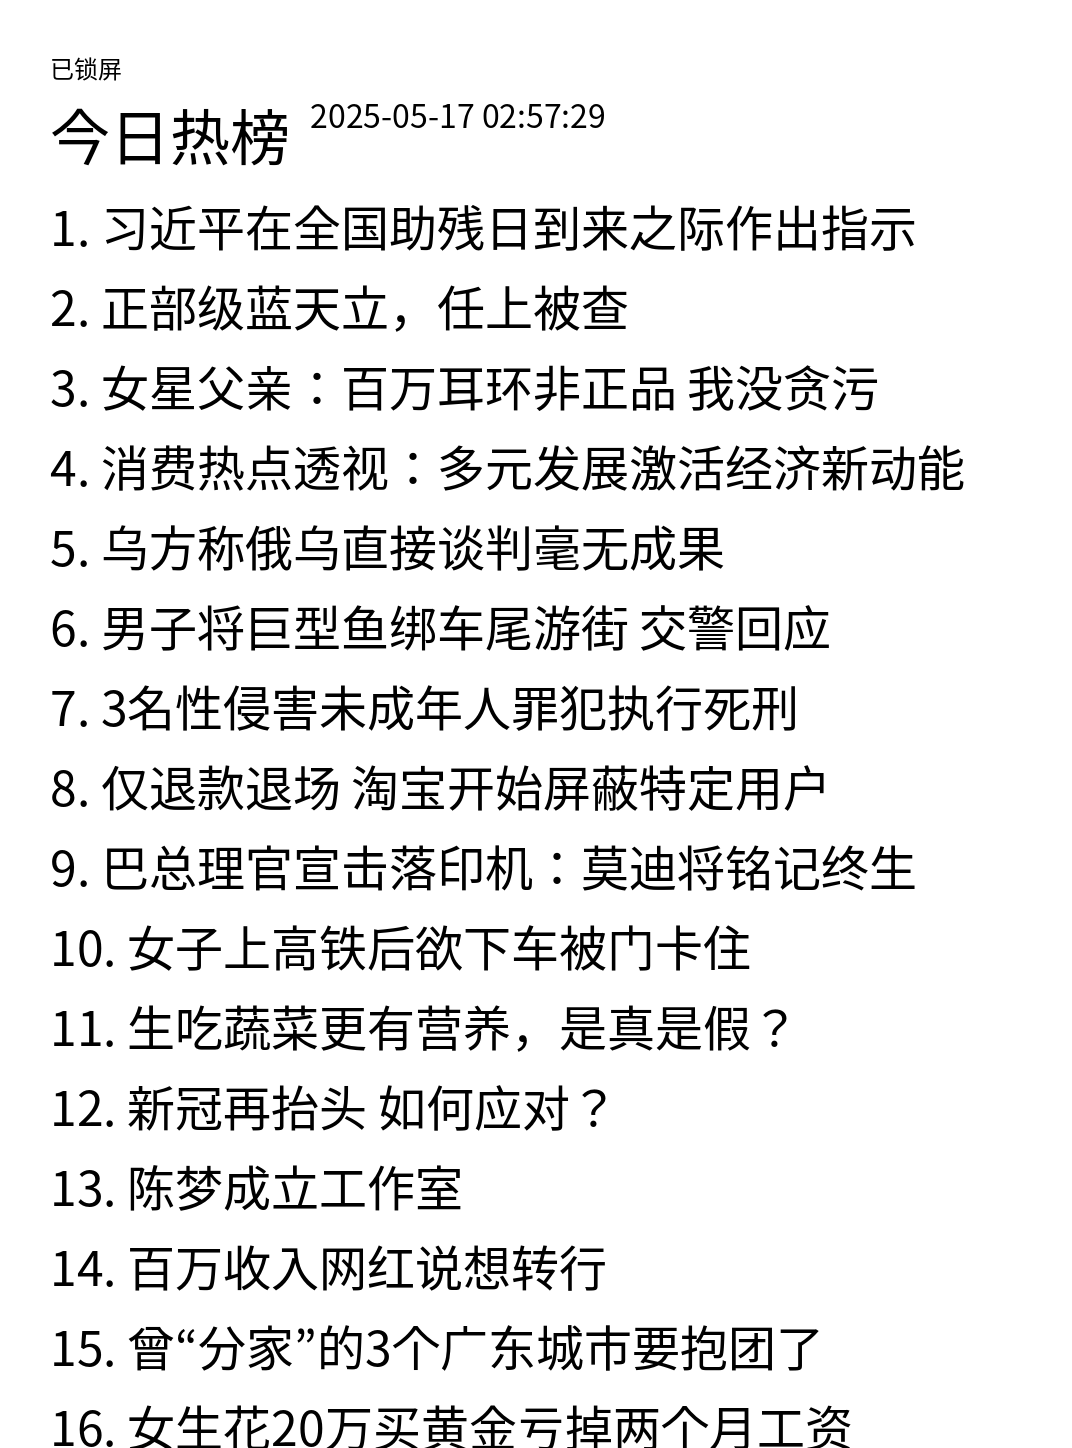 已锁屏
今日热榜 2025-05-17 02:57:29
1. 习近平在全国助残日到来之际作出指示
2. 正部级蓝天立，任上被查
3. 女星父亲：百万耳环非正品 我没贪污
4. 消费热点透视：多元发展激活经济新动能
5. 乌方称俄乌直接谈判毫无成果
6. 男子将巨型鱼绑车尾游街 交警回应
7. 3名性侵害未成年人罪犯执行死刑
8. 仅退款退场 淘宝开始屏蔽特定用户
9. 巴总理官宣击落印机：莫迪将铭记终生
10. 女子上高铁后欲下车被门卡住
11. 生吃蔬菜更有营养，是真是假？
12. 新冠再抬头 如何应对？
13. 陈梦成立工作室
14. 百万收入网红说想转行
15. 曾“分家”的3个广东城市要抱团了
16. 女生花20万买黄金亏掉两个月工资